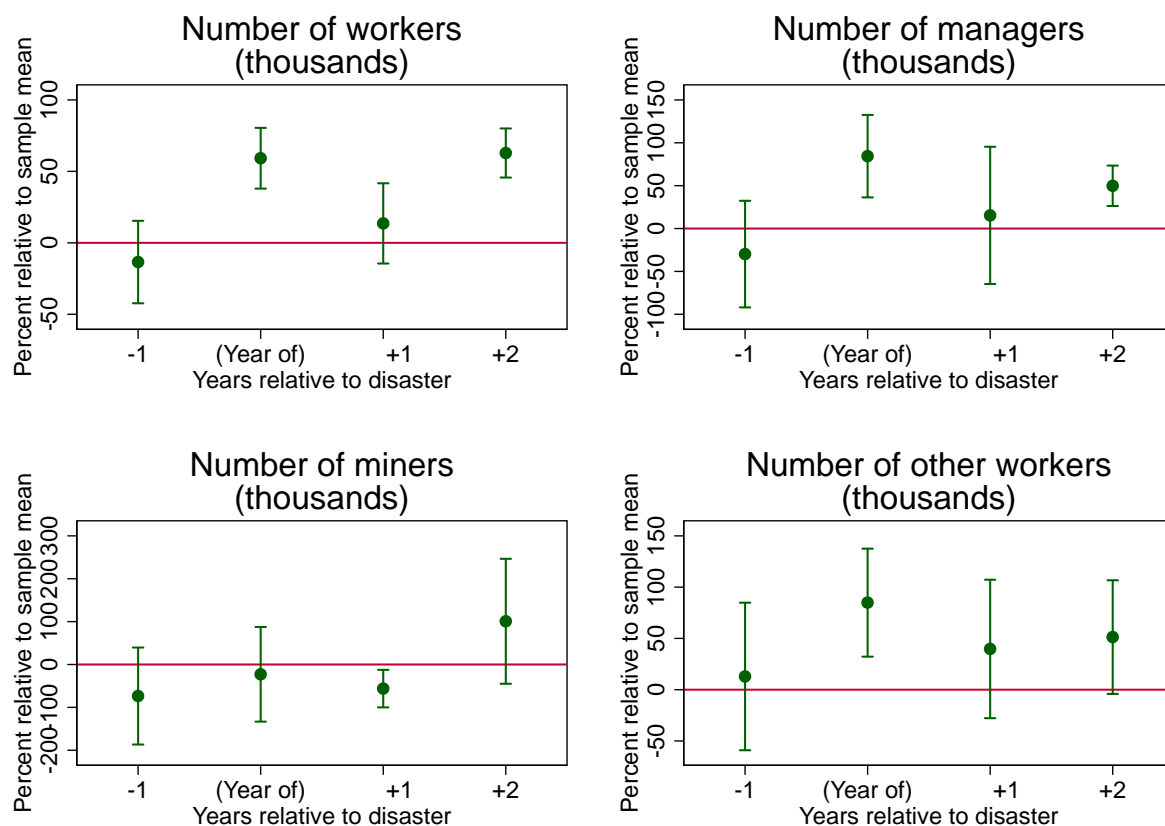 Number of workers
(thousands)
Percent relative to sample mean
100
50
0
-50
-1 (Year of) +1 +2
Years relative to disaster
Number of managers
(thousands)
Percent relative to sample mean
150
100
50
0
-50
-100
-1 (Year of) +1 +2
Years relative to disaster
Number of miners
(thousands)
Percent relative to sample mean
300
200
100
0
-100
-200
-1 (Year of) +1 +2
Years relative to disaster
Number of other workers
(thousands)
Percent relative to sample mean
150
100
50
0
-50
-1 (Year of) +1 +2
Years relative to disaster